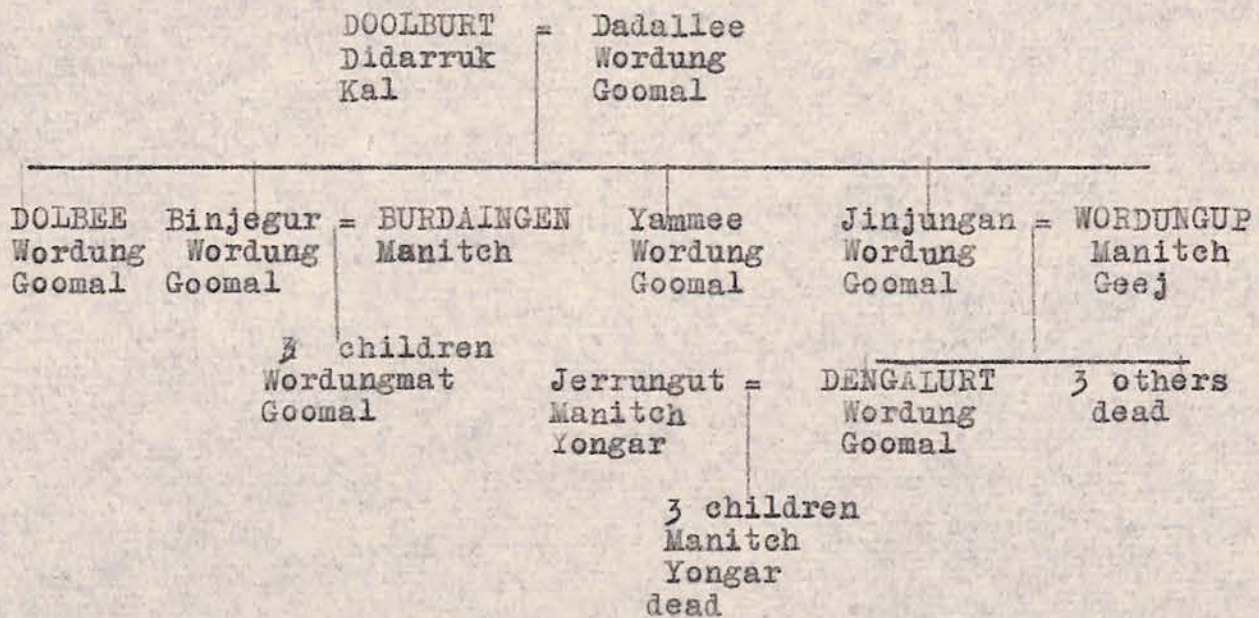 DOOLBURT = Dadallee
Didarruk Wordung
Kal Goomal
DOLBEE Binjegur = BURDAINGEN Yammee Jinjungan = WORDUNGUP
Wordung Wordung Manitch Wordung Wordung Manitch
Goomal Goomal Goomal Goomal Geej
3 children
Wordungmat Jerrungut = DENGALURT 3 others
Goomal Manitch Wordung dead
Yongar Goomal
3 children
Manitch
Yongar
dead